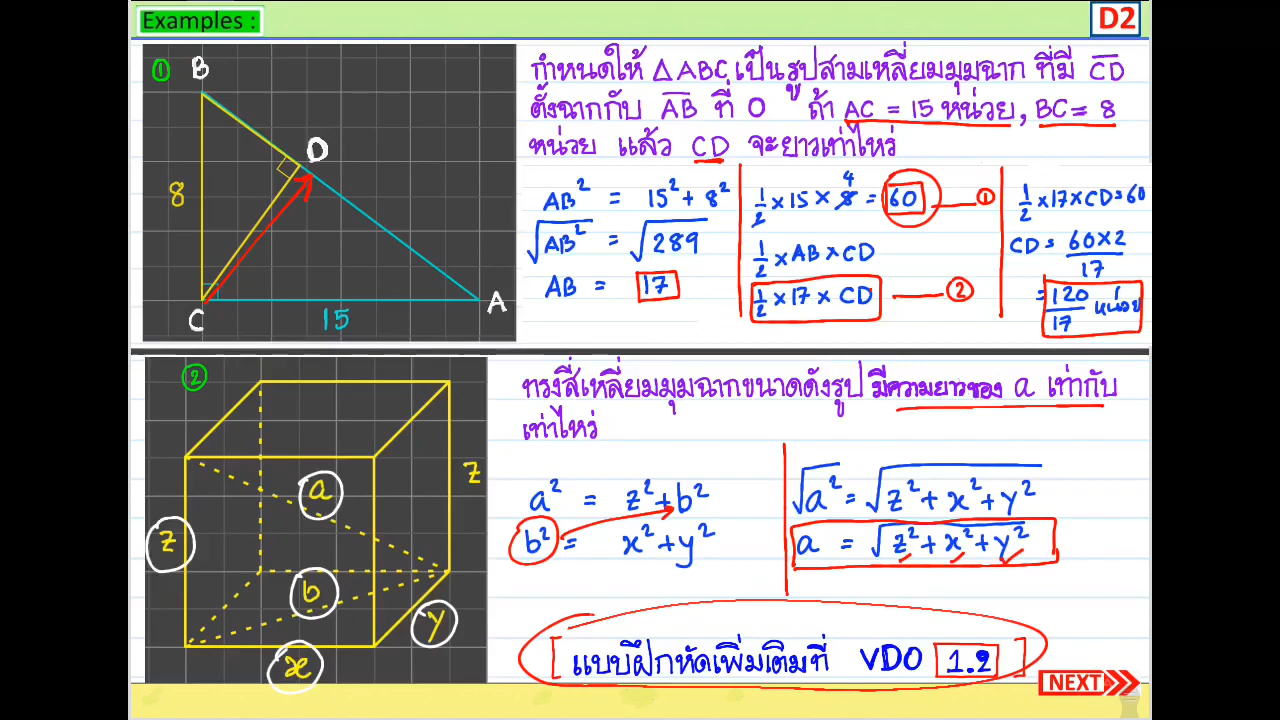 Examples :
D2
① B
D
8
C
15
A
กำหนดให้ △ABC เป็นรูปสามเหลี่ยมมุมฉาก ที่มี C̅D̅
ตั้งฉากกับ A̅B̅ ที่ D ถ้า AC = 15 หน่วย, BC = 8
หน่วย แล้ว CD จะยาวเท่าไหร่
AB² = 15² + 8²
√AB² = √289
AB = 17
½ × 15 × 8 4 = 60 ①
½ × AB × CD
½ × 17 × CD ②
½ × 17 × CD = 60
CD = 60 × 2 / 17
= 120 / 17 หน่วย
②
a
z
z
b
y
x
ทรงสี่เหลี่ยมมุมฉากขนาดดังรูป มีความยาวของ a เท่ากับ
เท่าไหร่
a² = z² + b²
b² = x² + y²
√a² = √z² + x² + y²
a = √z² + x² + y²
[ แบบฝึกหัดเพิ่มเติมที่ VDO 1.2 ]
NEXT